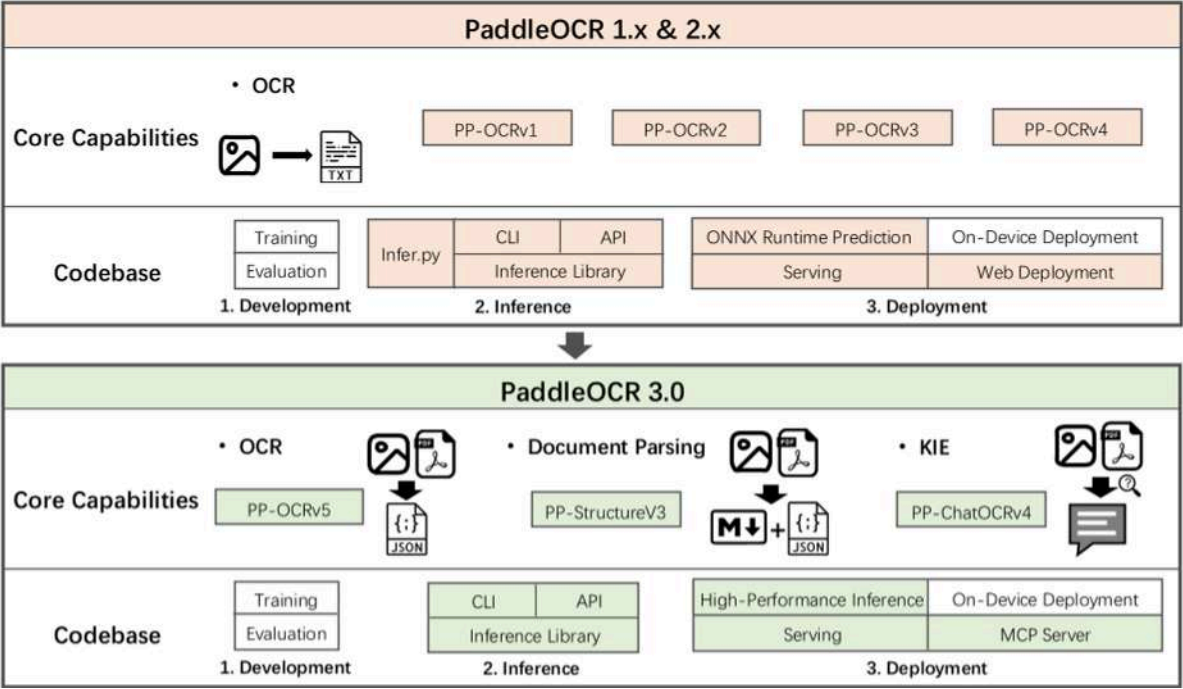 PaddleOCR 1.x & 2.x
• OCR
Core Capabilities
TXT
PP-OCRv1
PP-OCRv2
PP-OCRv3
PP-OCRv4
Codebase
Training
Evaluation
1. Development
Infer.py
CLI
API
Inference Library
2. Inference
ONNX Runtime Prediction
On-Device Deployment
Serving
Web Deployment
3. Deployment
PaddleOCR 3.0
Core Capabilities
• OCR
PDF
PP-OCRv5
{;}
JSON
• Document Parsing
PDF
PP-StructureV3
M
+
{;}
JSON
• KIE
PDF
?
PP-ChatOCRv4
Codebase
Training
Evaluation
1. Development
CLI
API
Inference Library
2. Inference
High-Performance Inference
On-Device Deployment
Serving
MCP Server
3. Deployment